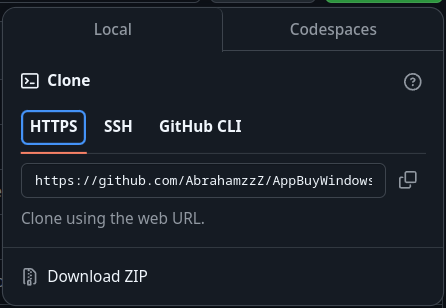 Local
Codespaces
Clone
HTTPS
SSH
GitHub CLI
https://github.com/AbrahamzzZ/AppBuyWindows
Clone using the web URL.
Download ZIP